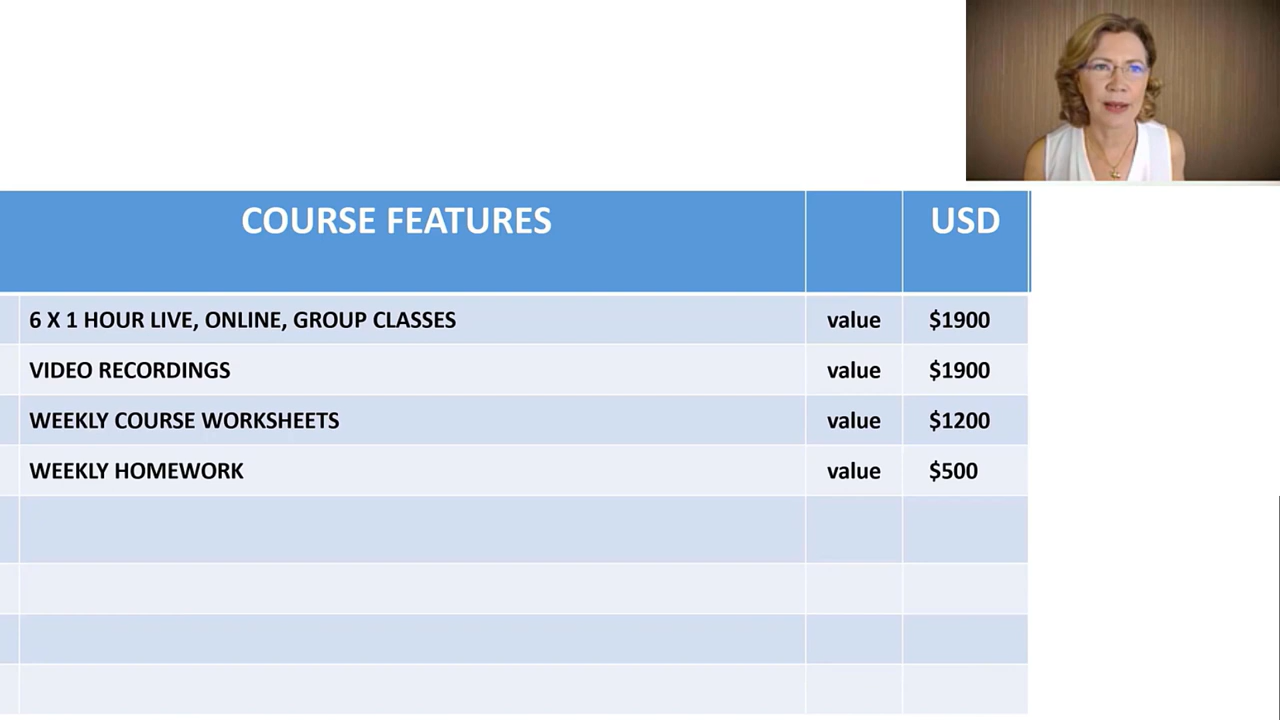 COURSE FEATURES USD
6 X 1 HOUR LIVE, ONLINE, GROUP CLASSES value $1900
VIDEO RECORDINGS value $1900
WEEKLY COURSE WORKSHEETS value $1200
WEEKLY HOMEWORK value $500